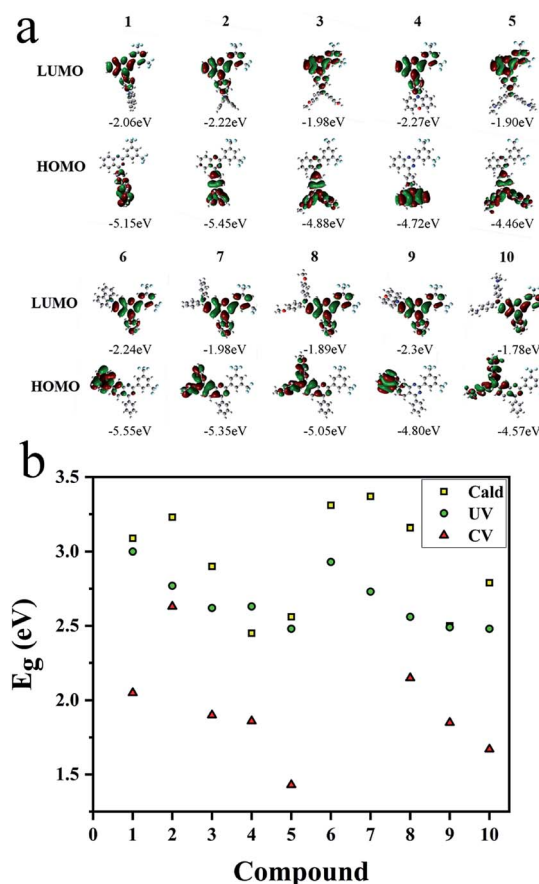 a
1 2 3 4 5
LUMO
-2.06eV -2.22eV -1.98eV -2.27eV -1.90eV
HOMO
-5.15eV -5.45eV -4.88eV -4.72eV -4.46eV
6 7 8 9 10
LUMO
-2.24eV -1.98eV -1.89eV -2.3eV -1.78eV
HOMO
-5.55eV -5.35eV -5.05eV -4.80eV -4.57eV
b
3.5
Cald
UV
CV
3.0
2.5
2.0
1.5
Eg (eV)
0 1 2 3 4 5 6 7 8 9 10
Compound